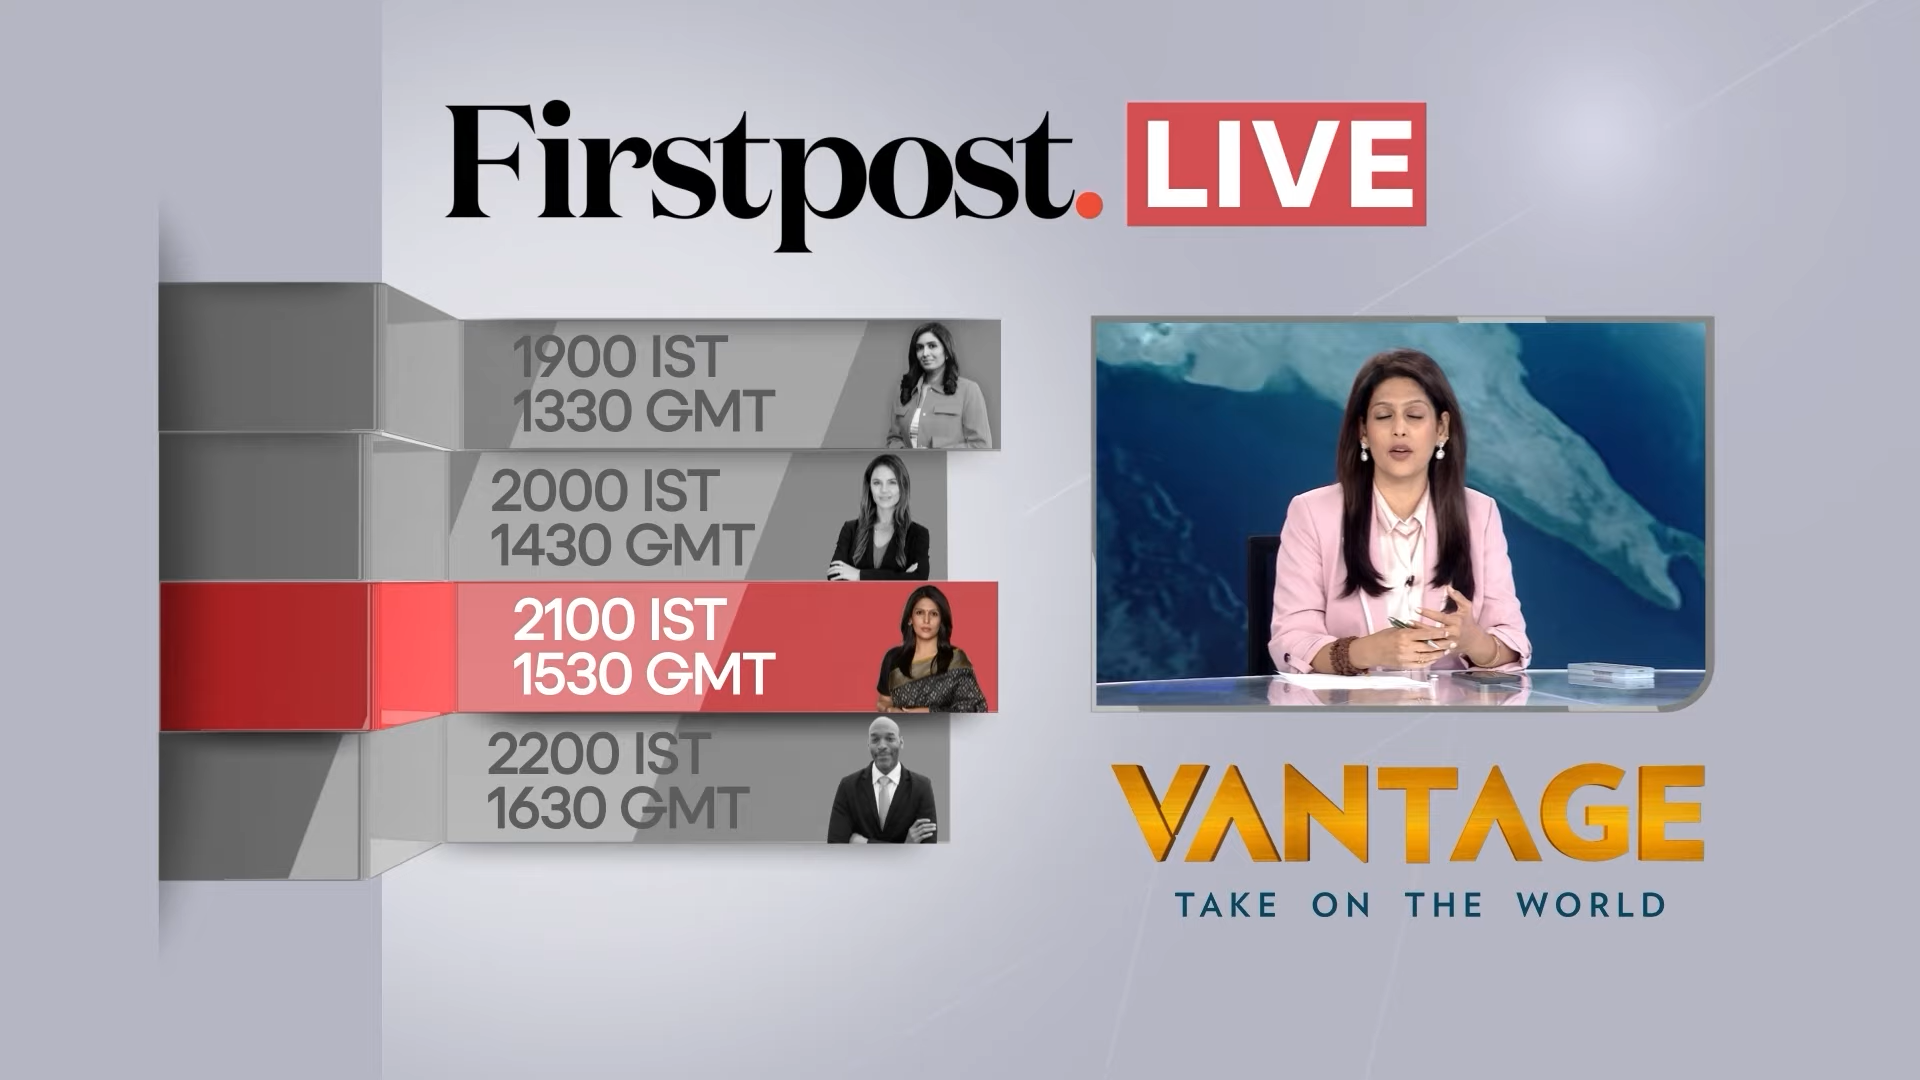 Firstpost. LIVE
1900 IST
1330 GMT
2000 IST
1430 GMT
2100 IST
1530 GMT
2200 IST
1630 GMT
VANTAGE
TAKE ON THE WORLD